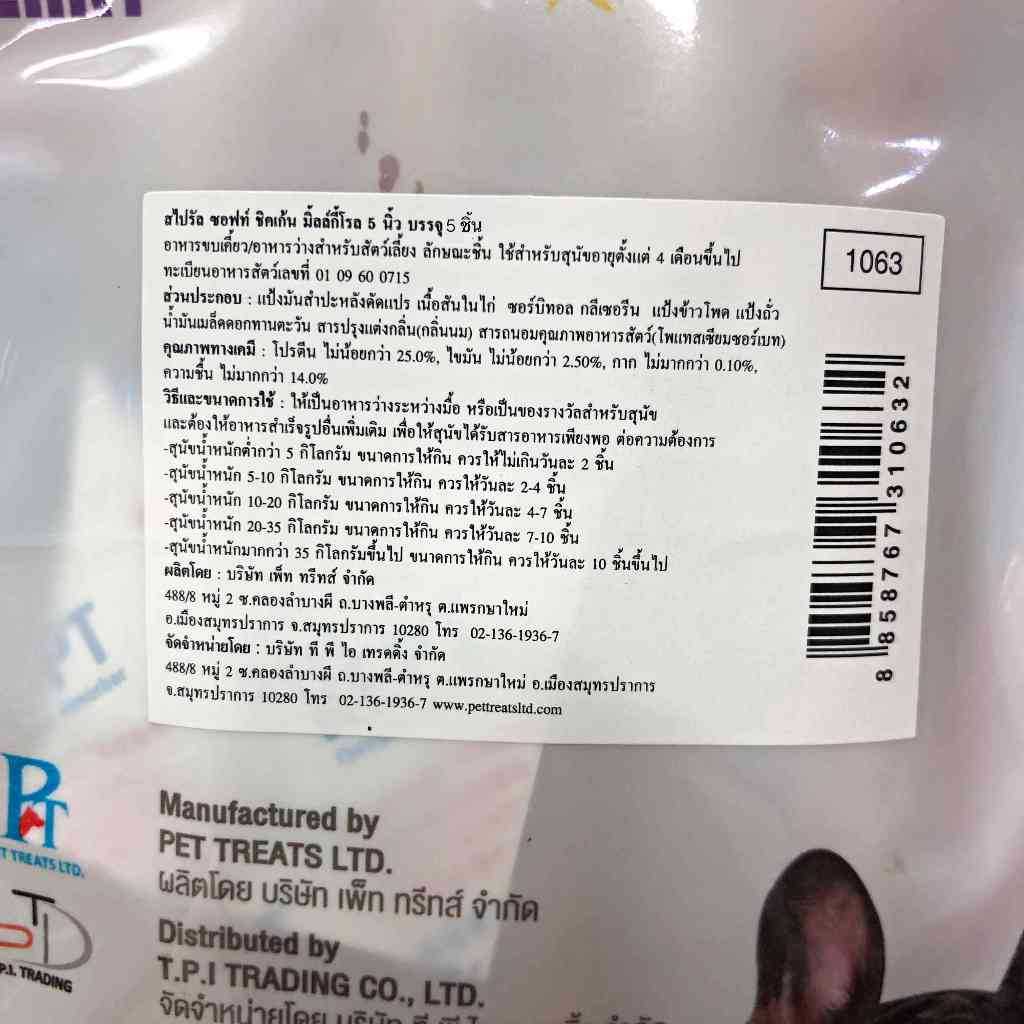 สไปรัล ซอฟท์ ชิคเก้น มิ้ลล์กี้โรล 5 นิ้ว บรรจุ 5 ชิ้น
อาหารขบเคี้ยว/อาหารว่างสำหรับสัตว์เลี้ยง ลักษณะชิ้น ใช้สำหรับสุนัขอายุตั้งแต่ 4 เดือนขึ้นไป
ทะเบียนอาหารสัตว์เลขที่ 01 09 60 0715
ส่วนประกอบ : แป้งมันสำปะหลังดัดแปร เนื้อสันในไก่ ซอร์บิทอล กลีเซอรีน แป้งข้าวโพด แป้งถั่ว
น้ำมันเมล็ดดอกทานตะวัน สารปรุงแต่งกลิ่น(กลิ่นนม) สารถนอมคุณภาพอาหารสัตว์(โพแทสเซียมซอร์เบท)
คุณภาพทางเคมี : โปรตีน ไม่น้อยกว่า 25.0%, ไขมัน ไม่น้อยกว่า 2.50%, กาก ไม่มากกว่า 0.10%,
ความชื้น ไม่มากกว่า 14.0%
วิธีและขนาดการใช้ : ให้เป็นอาหารว่างระหว่างมื้อ หรือเป็นของรางวัลสำหรับสุนัข
และต้องให้อาหารสำเร็จรูปอื่นเพิ่มเติม เพื่อให้สุนัขได้รับสารอาหารเพียงพอ ต่อความต้องการ
-สุนัขน้ำหนักต่ำกว่า 5 กิโลกรัม ขนาดการให้กิน ควรให้ไม่เกินวันละ 2 ชิ้น
-สุนัขน้ำหนัก 5-10 กิโลกรัม ขนาดการให้กิน ควรให้วันละ 2-4 ชิ้น
-สุนัขน้ำหนัก 10-20 กิโลกรัม ขนาดการให้กิน ควรให้วันละ 4-7 ชิ้น
-สุนัขน้ำหนัก 20-35 กิโลกรัม ขนาดการให้กิน ควรให้วันละ 7-10 ชิ้น
-สุนัขน้ำหนักมากกว่า 35 กิโลกรัมขึ้นไป ขนาดการให้กิน ควรให้วันละ 10 ชิ้นขึ้นไป
ผลิตโดย : บริษัท เพ็ท ทรีทส์ จำกัด
488/8 หมู่ 2 ซ.คลองลำบางผี ถ.บางพลี-ตำหรุ ต.แพรกษาใหม่
อ.เมืองสมุทรปราการ จ.สมุทรปราการ 10280 โทร 02-136-1936-7
จัดจำหน่ายโดย : บริษัท ที พี ไอ เทรดดิ้ง จำกัด
488/8 หมู่ 2 ซ.คลองลำบางผี ถ.บางพลี-ตำหรุ ต.แพรกษาใหม่ อ.เมืองสมุทรปราการ
จ.สมุทรปราการ 10280 โทร 02-136-1936-7 www.pettreatsltd.com
1063
8 858767 310632
PT
T TREATS LTD.
P.I. TRADING
Manufactured by
PET TREATS LTD.
ผลิตโดย บริษัท เพ็ท ทรีทส์ จำกัด
Distributed by
T.P.I TRADING CO., LTD.
จัดจำหน่ายโดย บริษัท